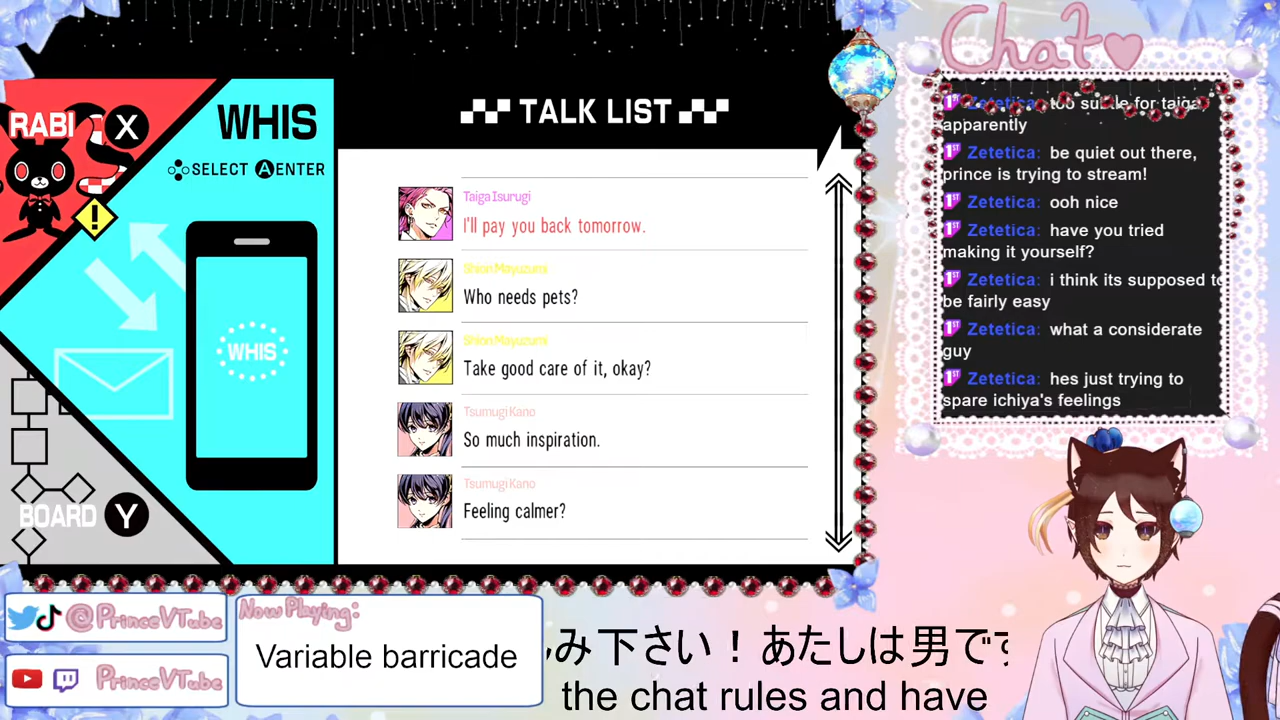 RABI X
WHIS
SELECT A ENTER
WHIS
BOARD Y
TALK LIST
Taiga Isurugi
I'll pay you back tomorrow.
Shion Mayuzumi
Who needs pets?
Shion Mayuzumi
Take good care of it, okay?
Tsumugi Kano
So much inspiration.
Tsumugi Kano
Feeling calmer?
Chat
Zetetica: too subtle for taiga
apparently
Zetetica: be quiet out there,
prince is trying to stream!
Zetetica: ooh nice
Zetetica: have you tried
making it yourself?
Zetetica: i think its supposed to
be fairly easy
Zetetica: what a considerate
guy
Zetetica: hes just trying to
spare ichiya's feelings
@PrinceVTube
PrinceVTube
Now Playing:
Variable barricade
み下さい！あたしは男です
the chat rules and have